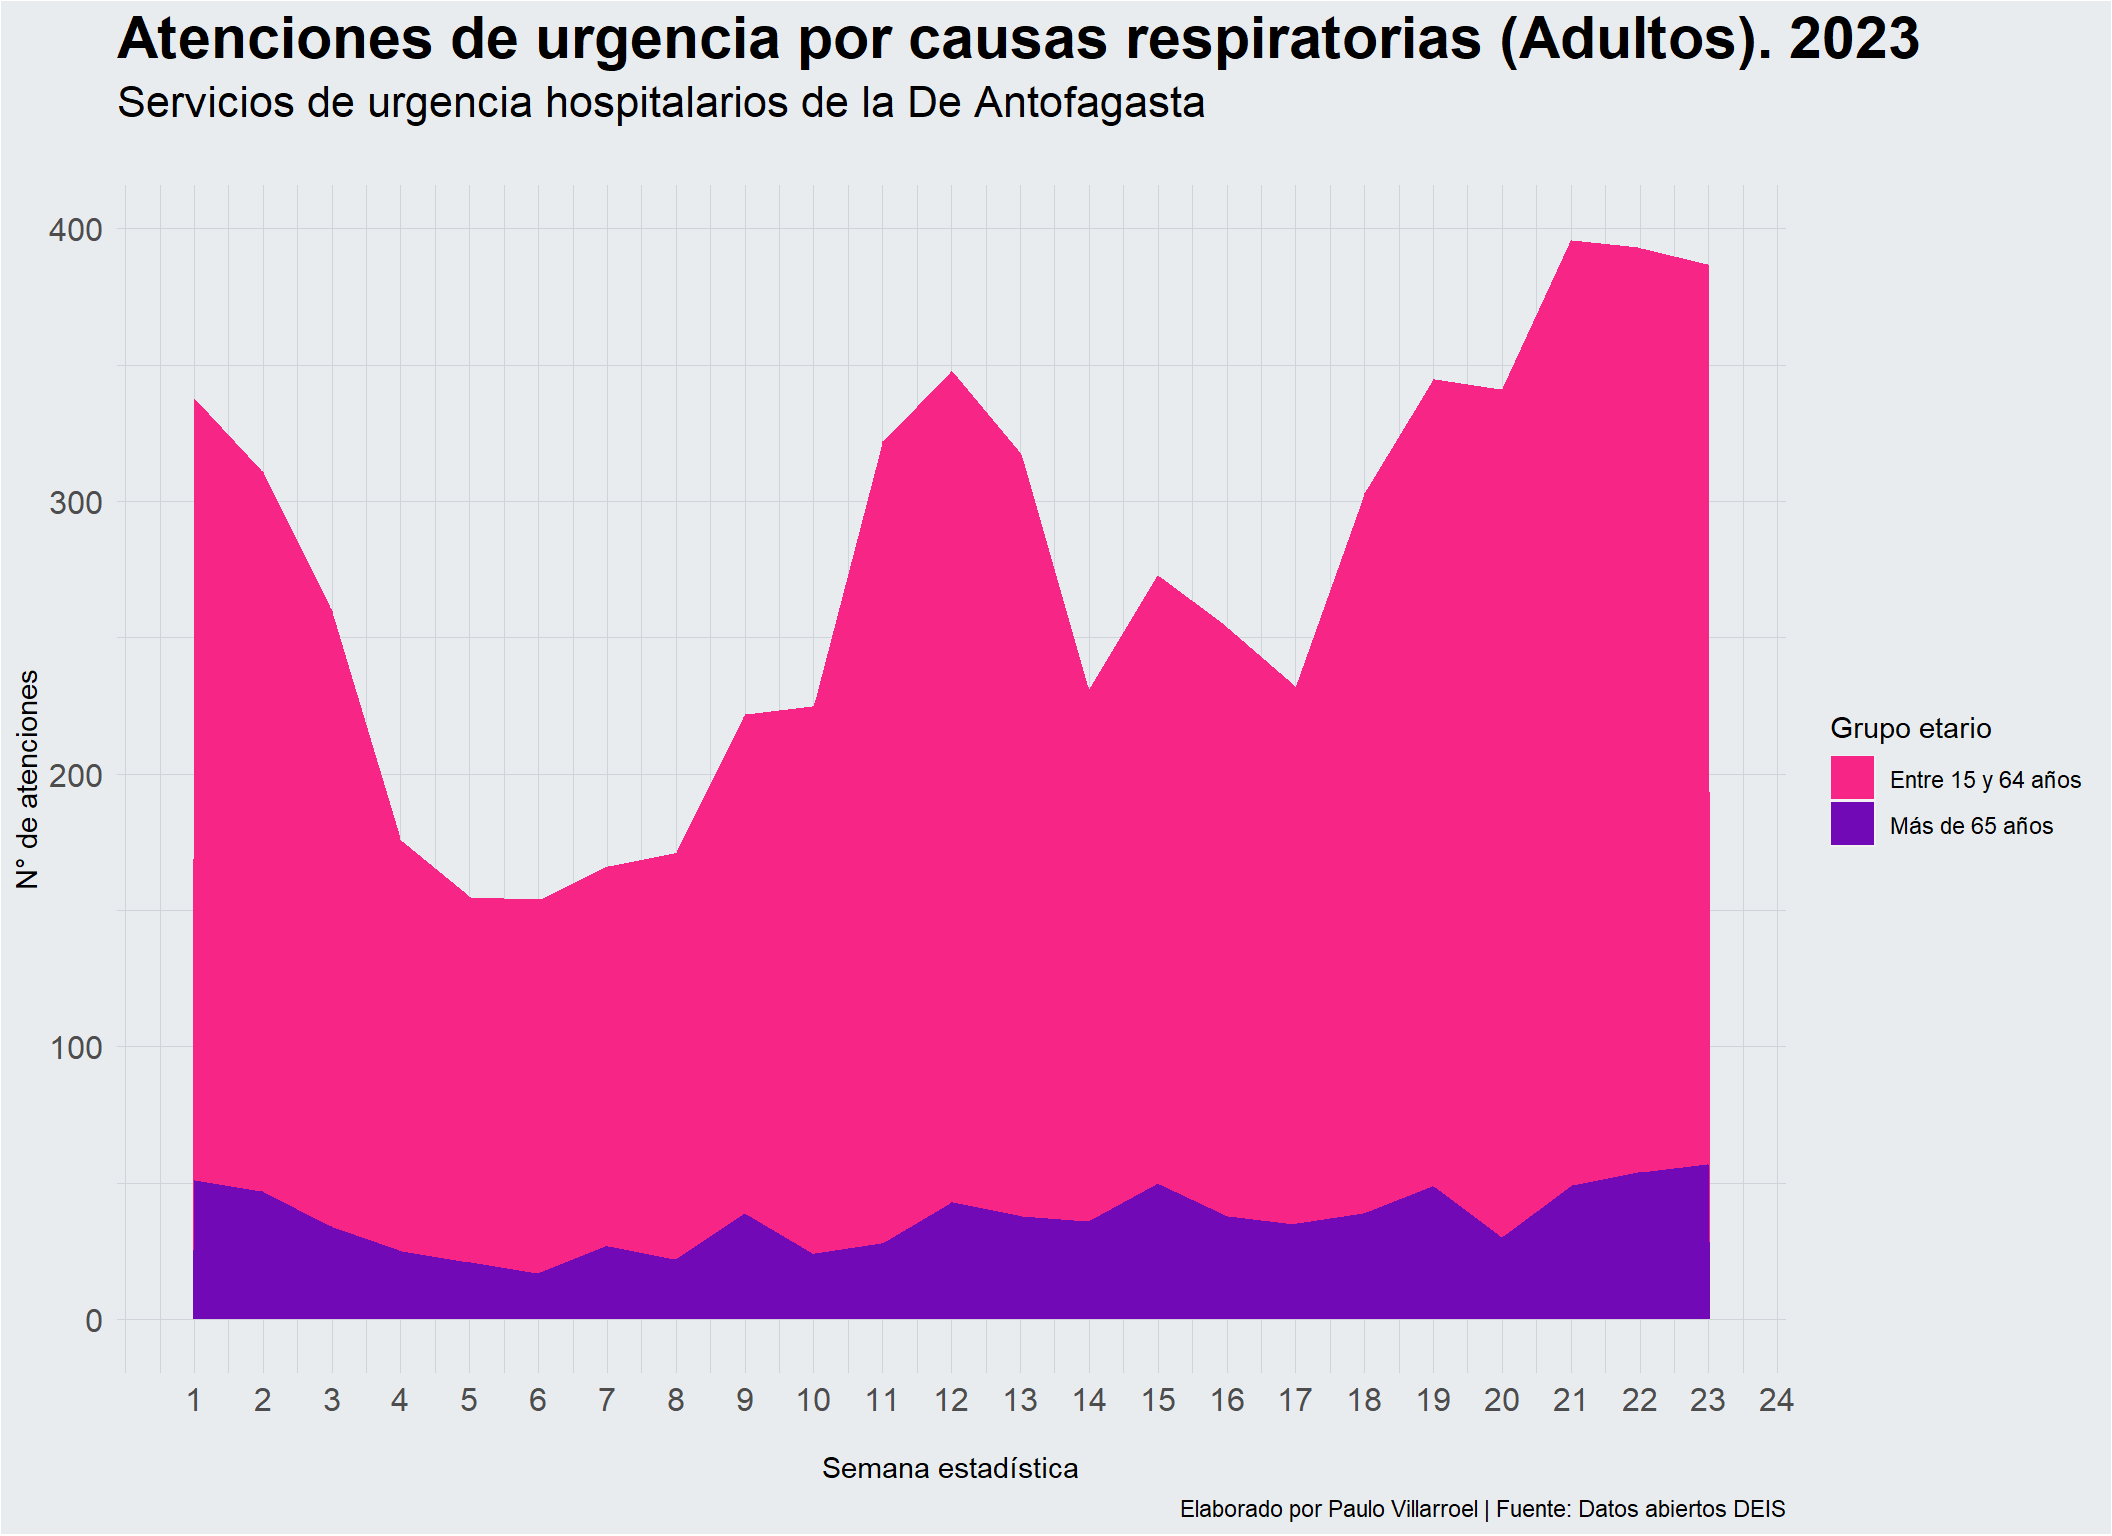 Atenciones de urgencia por causas respiratorias (Adultos). 2023
Servicios de urgencia hospitalarios de la De Antofagasta
400
300
200
100
0
N° de atenciones
1 2 3 4 5 6 7 8 9 10 11 12 13 14 15 16 17 18 19 20 21 22 23 24
Semana estadística
Grupo etario
Entre 15 y 64 años
Más de 65 años
Elaborado por Paulo Villarroel | Fuente: Datos abiertos DEIS